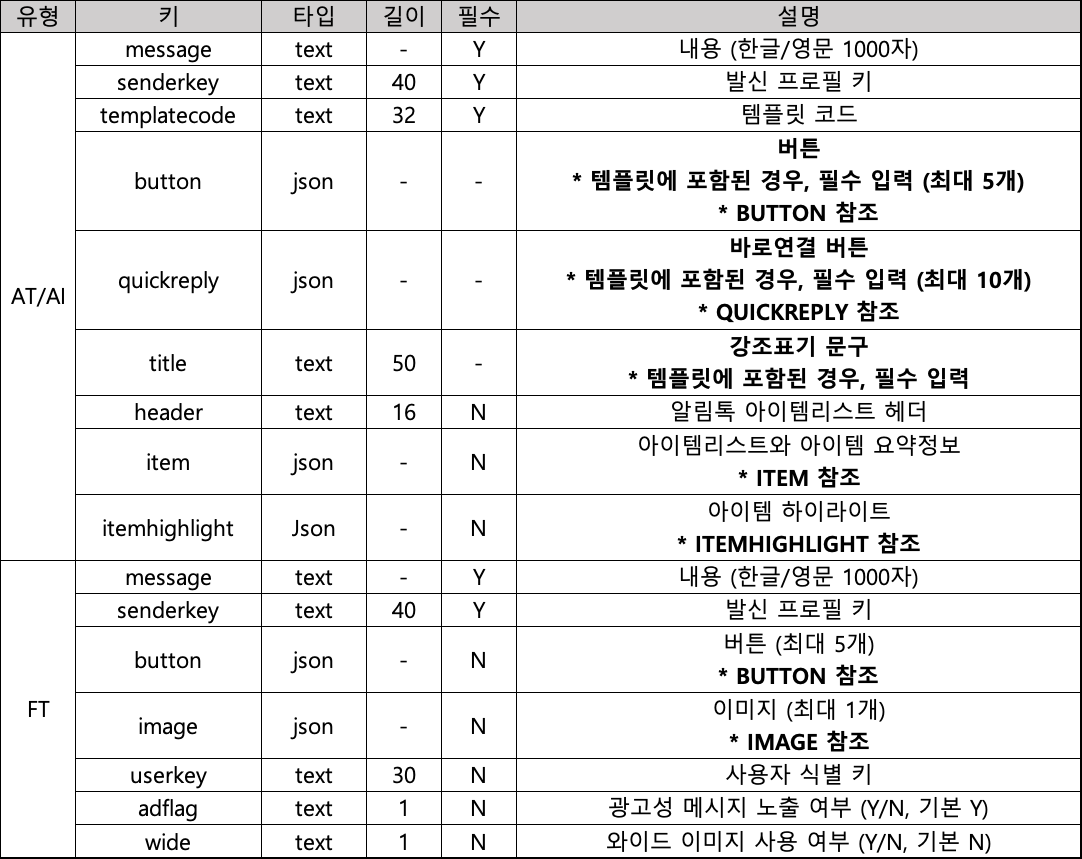 유형 키 타입 길이 필수 설명
AT/AI
message text - Y 내용 (한글/영문 1000자)
senderkey text 40 Y 발신 프로필 키
templatecode text 32 Y 템플릿 코드
button json - - 버튼
* 템플릿에 포함된 경우, 필수 입력 (최대 5개)
* BUTTON 참조
quickreply json - - 바로연결 버튼
* 템플릿에 포함된 경우, 필수 입력 (최대 10개)
* QUICKREPLY 참조
title text 50 - 강조표기 문구
* 템플릿에 포함된 경우, 필수 입력
header text 16 N 알림톡 아이템리스트 헤더
item json - N 아이템리스트와 아이템 요약정보
* ITEM 참조
itemhighlight Json - N 아이템 하이라이트
* ITEMHIGHLIGHT 참조
FT
message text - Y 내용 (한글/영문 1000자)
senderkey text 40 Y 발신 프로필 키
button json - N 버튼 (최대 5개)
* BUTTON 참조
image json - N 이미지 (최대 1개)
* IMAGE 참조
userkey text 30 N 사용자 식별 키
adflag text 1 N 광고성 메시지 노출 여부 (Y/N, 기본 Y)
wide text 1 N 와이드 이미지 사용 여부 (Y/N, 기본 N)